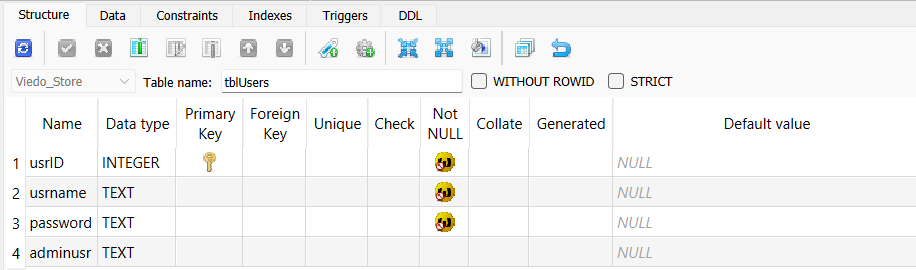 Structure Data Constraints Indexes Triggers DDL
Viedo_Store Table name: tblUsers WITHOUT ROWID STRICT
Name Data type Primary Key Foreign Key Unique Check Not NULL Collate Generated Default value
1 usrID INTEGER NULL
2 usrname TEXT NULL
3 password TEXT NULL
4 adminusr TEXT NULL